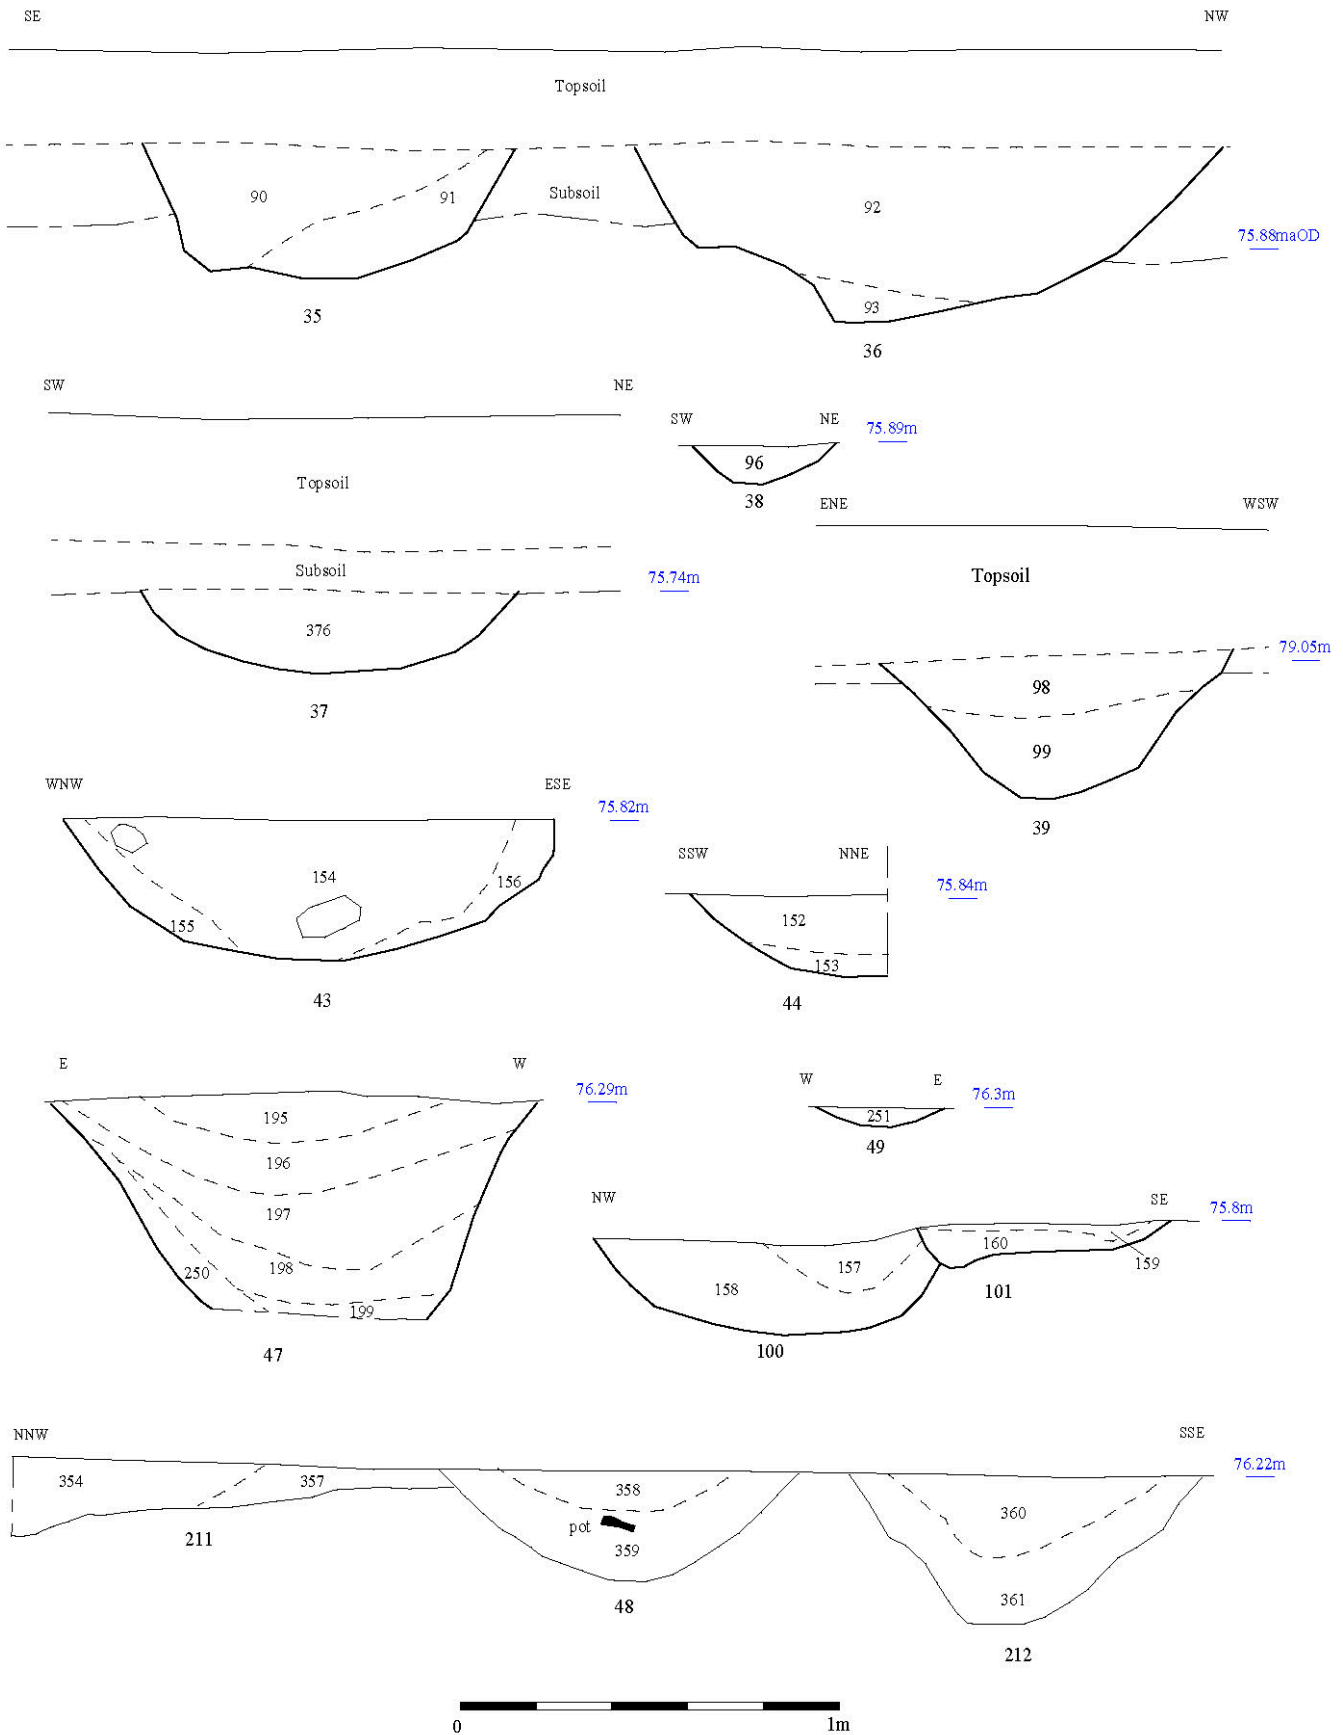 SE NW
Topsoil
90 91 Subsoil 92
75.88maOD
93
35
36
SW NE
SW NE 75.89m
96
Topsoil
38
ENE WSW
Subsoil
75.74m
Topsoil
376
79.05m
98
37
99
WNW ESE
75.82m
39
SSW NNE
154 156
75.84m
155
152
153
43
44
E W
W E
76.29m
76.3m
195
251
49
196
NW SE
75.8m
197
160
159
198
157
250
158
101
199
47
100
NNW SSE
354 357
76.22m
358
360
pot
211
359
361
48
212
0 1m